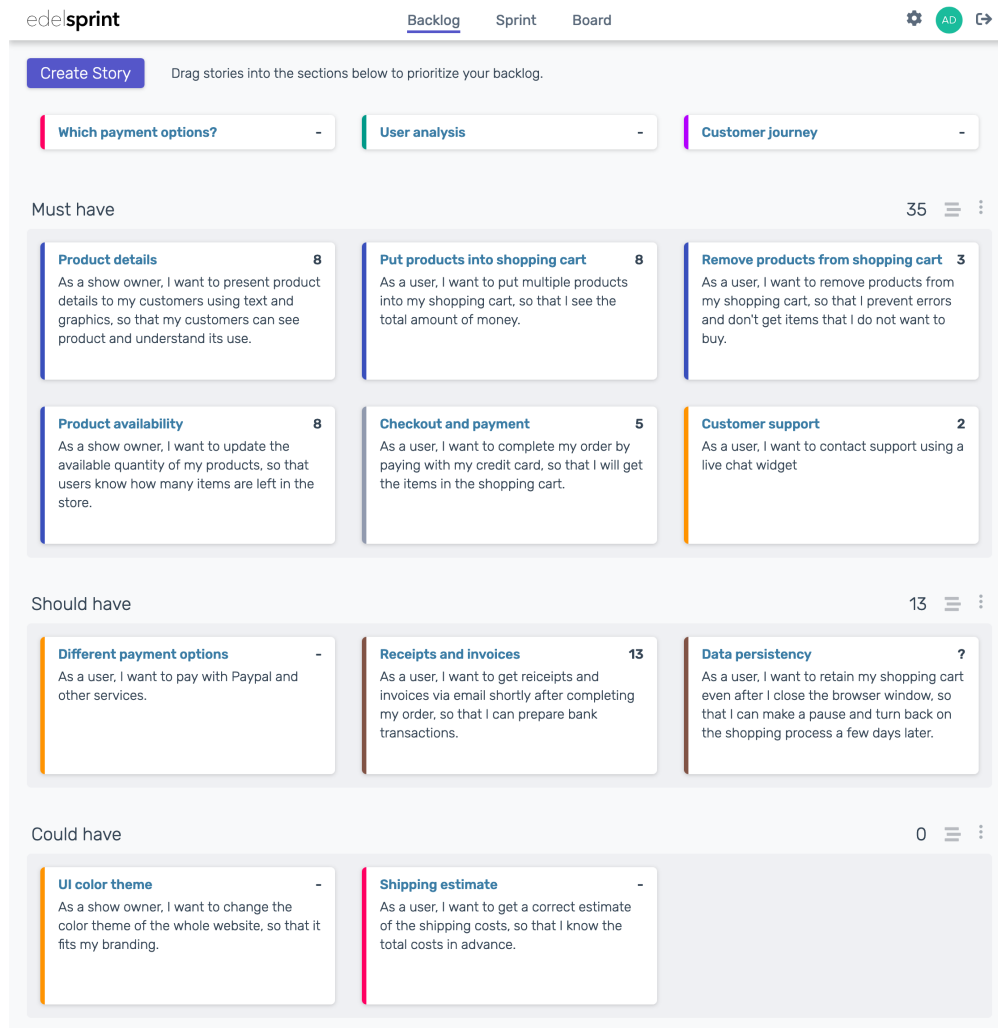 edelsprint
Backlog
Sprint
Board
AD
Create Story
Drag stories into the sections below to prioritize your backlog.
Which payment options? -
User analysis -
Customer journey -
Must have
35
Product details 8
As a show owner, I want to present product
details to my customers using text and
graphics, so that my customers can see
product and understand its use.
Put products into shopping cart 8
As a user, I want to put multiple products
into my shopping cart, so that I see the
total amount of money.
Remove products from shopping cart 3
As a user, I want to remove products from
my shopping cart, so that I prevent errors
and don't get items that I do not want to
buy.
Product availability 8
As a show owner, I want to update the
available quantity of my products, so that
users know how many items are left in the
store.
Checkout and payment 5
As a user, I want to complete my order by
paying with my credit card, so that I will get
the items in the shopping cart.
Customer support 2
As a user, I want to contact support using a
live chat widget
Should have
13
Different payment options -
As a user, I want to pay with Paypal and
other services.
Receipts and invoices 13
As a user, I want to get reiceipts and
invoices via email shortly after completing
my order, so that I can prepare bank
transactions.
Data persistency ?
As a user, I want to retain my shopping cart
even after I close the browser window, so
that I can make a pause and turn back on
the shopping process a few days later.
Could have
0
UI color theme -
As a show owner, I want to change the
color theme of the whole website, so that it
fits my branding.
Shipping estimate -
As a user, I want to get a correct estimate
of the shipping costs, so that I know the
total costs in advance.